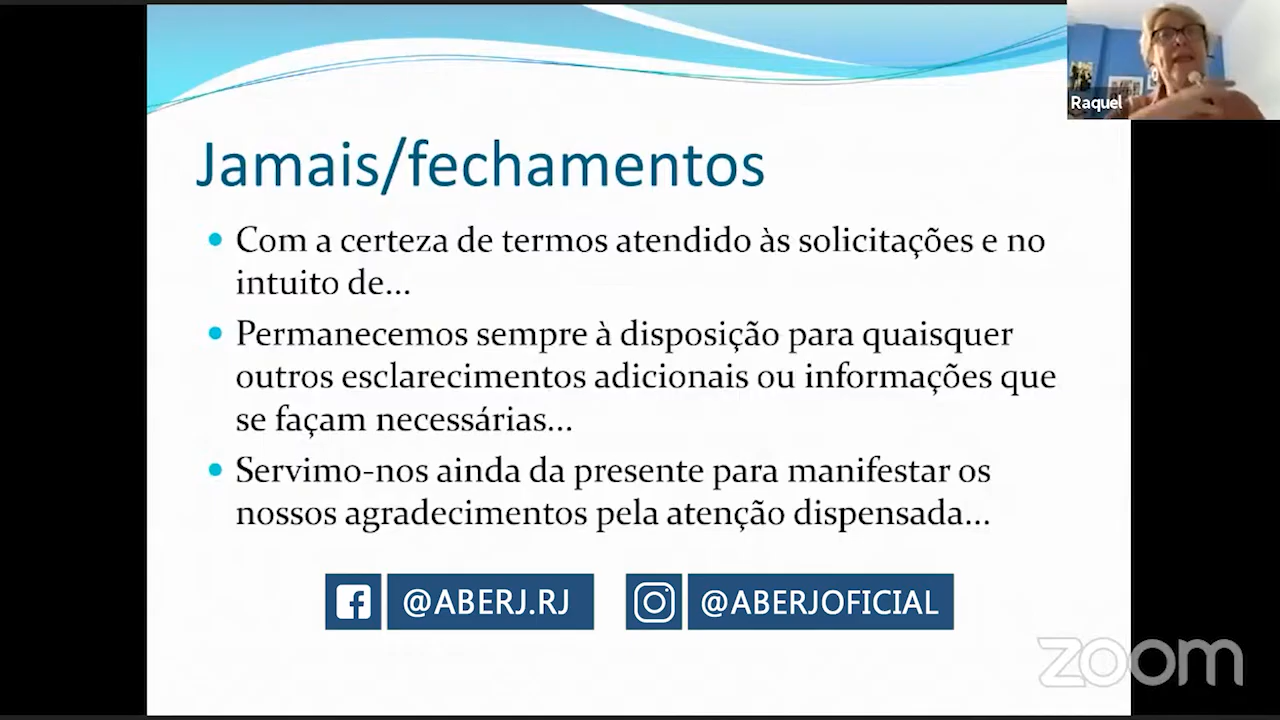 Raquel
Jamais/fechamentos
• Com a certeza de termos atendido às solicitações e no
intuito de...
• Permanecemos sempre à disposição para quaisquer
outros esclarecimentos adicionais ou informações que
se façam necessárias...
• Servimo-nos ainda da presente para manifestar os
nossos agradecimentos pela atenção dispensada...
@ABERJ.RJ
@ABERJOFICIAL
zoom